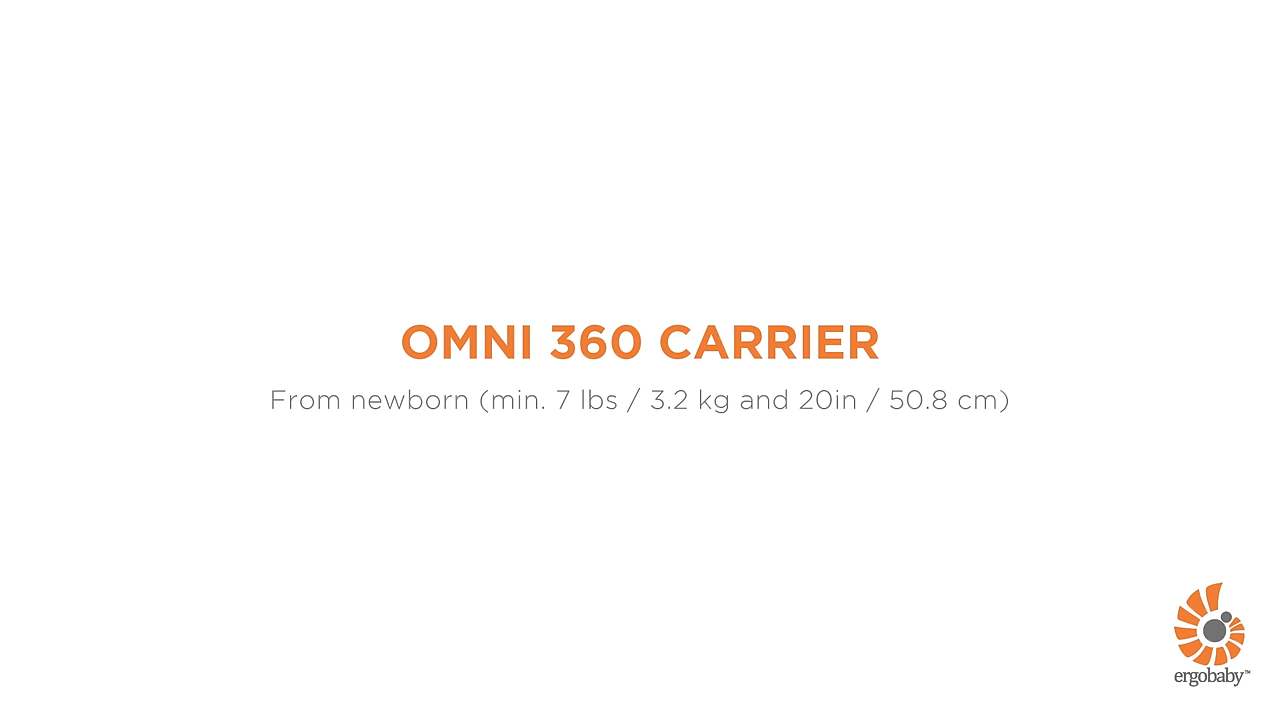 OMNI 360 CARRIER
From newborn (min. 7 lbs / 3.2 kg and 20in / 50.8 cm)
ergobaby™